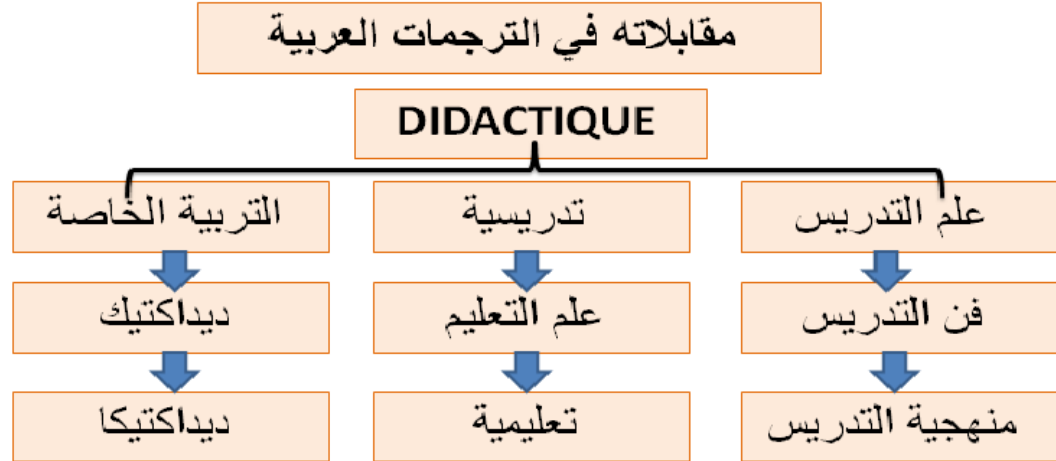 مقابلاته في الترجمات العربية
DIDACTIQUE
علم التدريس
تدريسية
التربية الخاصة
فن التدريس
علم التعليم
ديداكتيك
منهجية التدريس
تعليمية
ديداكتيكا